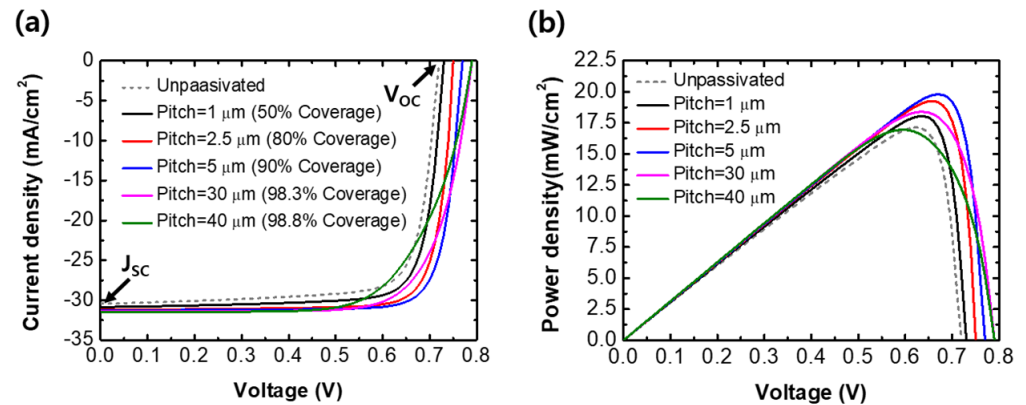 (a)
Current density (mA/cm²)
0
-5
-10
-15
-20
-25
-30
-35
0.0 0.1 0.2 0.3 0.4 0.5 0.6 0.7 0.8
Voltage (V)
Unpaasivated
Pitch=1 μm (50% Coverage)
Pitch=2.5 μm (80% Coverage)
Pitch=5 μm (90% Coverage)
Pitch=30 μm (98.3% Coverage)
Pitch=40 μm (98.8% Coverage)
V_OC
J_SC
(b)
Power density(mW/cm²)
22.5
20.0
17.5
15.0
12.5
10.0
7.5
5.0
2.5
0.0
0.0 0.1 0.2 0.3 0.4 0.5 0.6 0.7 0.8
Voltage (V)
Unpassivated
Pitch=1 μm
Pitch=2.5 μm
Pitch=5 μm
Pitch=30 μm
Pitch=40 μm